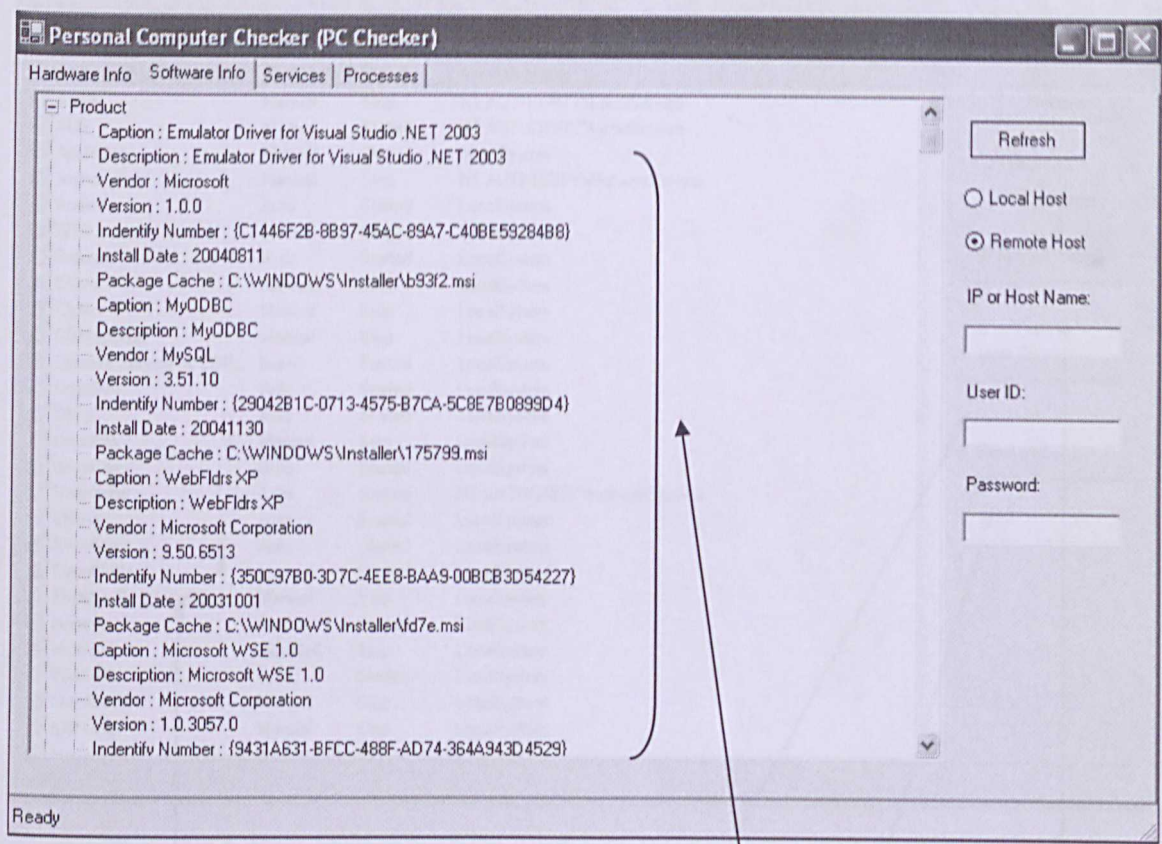 Personal Computer Checker (PC Checker)
Hardware Info Software Info Services Processes
Product
Caption : Emulator Driver for Visual Studio .NET 2003
Description : Emulator Driver for Visual Studio .NET 2003
Vendor : Microsoft
Version : 1.0.0
Indentify Number : {C1446F2B-8B97-45AC-89A7-C40BE59284B8}
Install Date : 20040811
Package Cache : C:\WINDOWS\Installer\b93f2.msi
Caption : MyODBC
Description : MyODBC
Vendor : MySQL
Version : 3.51.10
Indentify Number : {29042B1C-0713-4575-B7CA-5C8E7B0899D4}
Install Date : 20041130
Package Cache : C:\WINDOWS\Installer\175799.msi
Caption : WebFldrs XP
Description : WebFldrs XP
Vendor : Microsoft Corporation
Version : 9.50.6513
Indentify Number : {350C97B0-3D7C-4EE8-BAA9-00BCB3D54227}
Install Date : 20031001
Package Cache : C:\WINDOWS\Installer\fd7e.msi
Caption : Microsoft WSE 1.0
Description : Microsoft WSE 1.0
Vendor : Microsoft Corporation
Version : 1.0.3057.0
Indentify Number : {9431A631-BFCC-488F-AD74-364A943D4529}
Refresh
Local Host
Remote Host
IP or Host Name:
User ID:
Password:
Ready